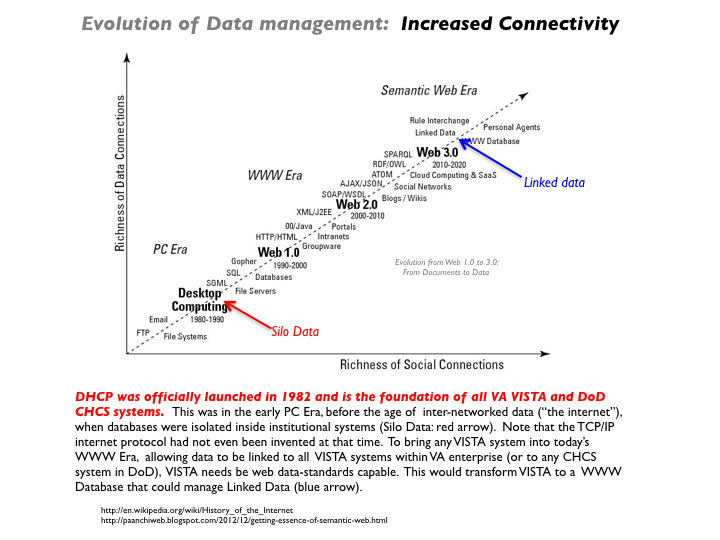 Evolution of Data management: Increased Connectivity
Richness of Data Connections
Semantic Web Era
Rule Interchange
Personal Agents
Linked Data
WWW Database
SPARQL Web 3.0
RDF/OWL 2010-2020
ATOM Cloud Computing & SaaS
WWW Era
AJAX/JSON Social Networks
Linked data
SOAP/WSDL Blogs / Wikis
Web 2.0
XML/J2EE 2000-2010
OO/Java Portals
HTTP/HTML Intranets
Groupware
PC Era
Web 1.0
Gopher 1990-2000
Evolution from Web 1.0 to 3.0:
From Documents to Data
SQL Databases
SGML
File Servers
Desktop
Computing
Email 1980-1990
Silo Data
FTP File Systems
Richness of Social Connections
DHCP was officially launched in 1982 and is the foundation of all VA VISTA and DoD
CHCS systems. This was in the early PC Era, before the age of inter-networked data (“the internet”),
when databases were isolated inside institutional systems (Silo Data: red arrow). Note that the TCP/IP
internet protocol had not even been invented at that time. To bring any VISTA system into today’s
WWW Era, allowing data to be linked to all VISTA systems within VA enterprise (or to any CHCS
system in DoD), VISTA needs be web data-standards capable. This would transform VISTA to a WWW
Database that could manage Linked Data (blue arrow).
http://en.wikipedia.org/wiki/History_of_the_Internet
http://paanchiweb.blogspot.com/2012/12/getting-essence-of-semantic-web.html